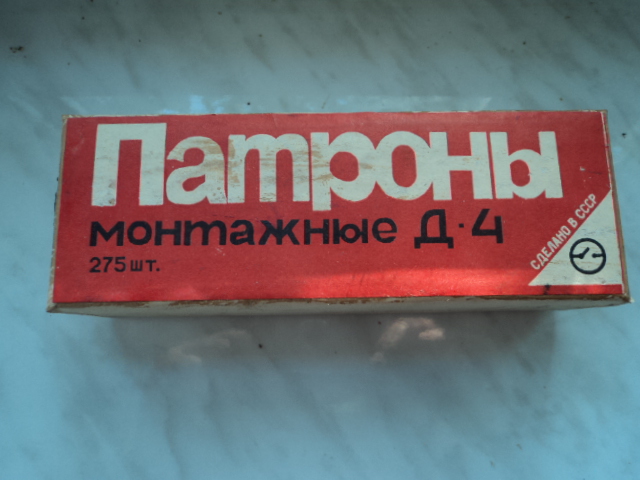 Патроны
монтажные Д·4
275 шт.
СДЕЛАНО В СССР